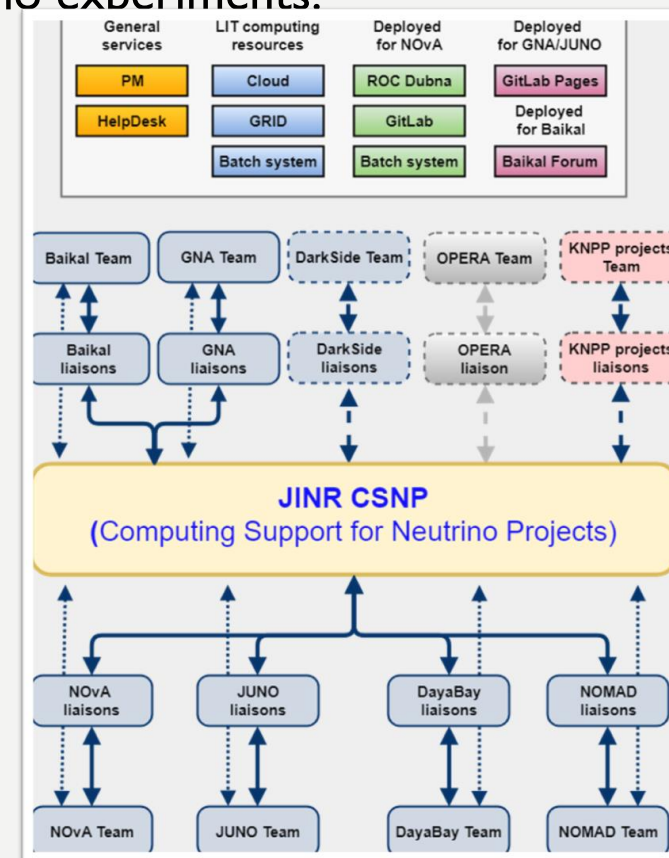 no experiments.
General
services
LIT computing
resources
Deployed
for NOvA
Deployed
for GNA/JUNO
PM
Cloud
ROC Dubna
GitLab Pages
HelpDesk
GRID
GitLab
Deployed
for Baikal
Batch system
Batch system
Baikal Forum
Baikal Team
GNA Team
DarkSide Team
OPERA Team
KNPP projects
Team
Baikal
liaisons
GNA
liaisons
DarkSide
liaisons
OPERA
liaison
KNPP projects
liaisons
JINR CSNP
(Computing Support for Neutrino Projects)
NOvA
liaisons
JUNO
liaisons
DayaBay
liaisons
NOMAD
liaisons
NOvA Team
JUNO Team
DayaBay Team
NOMAD Team